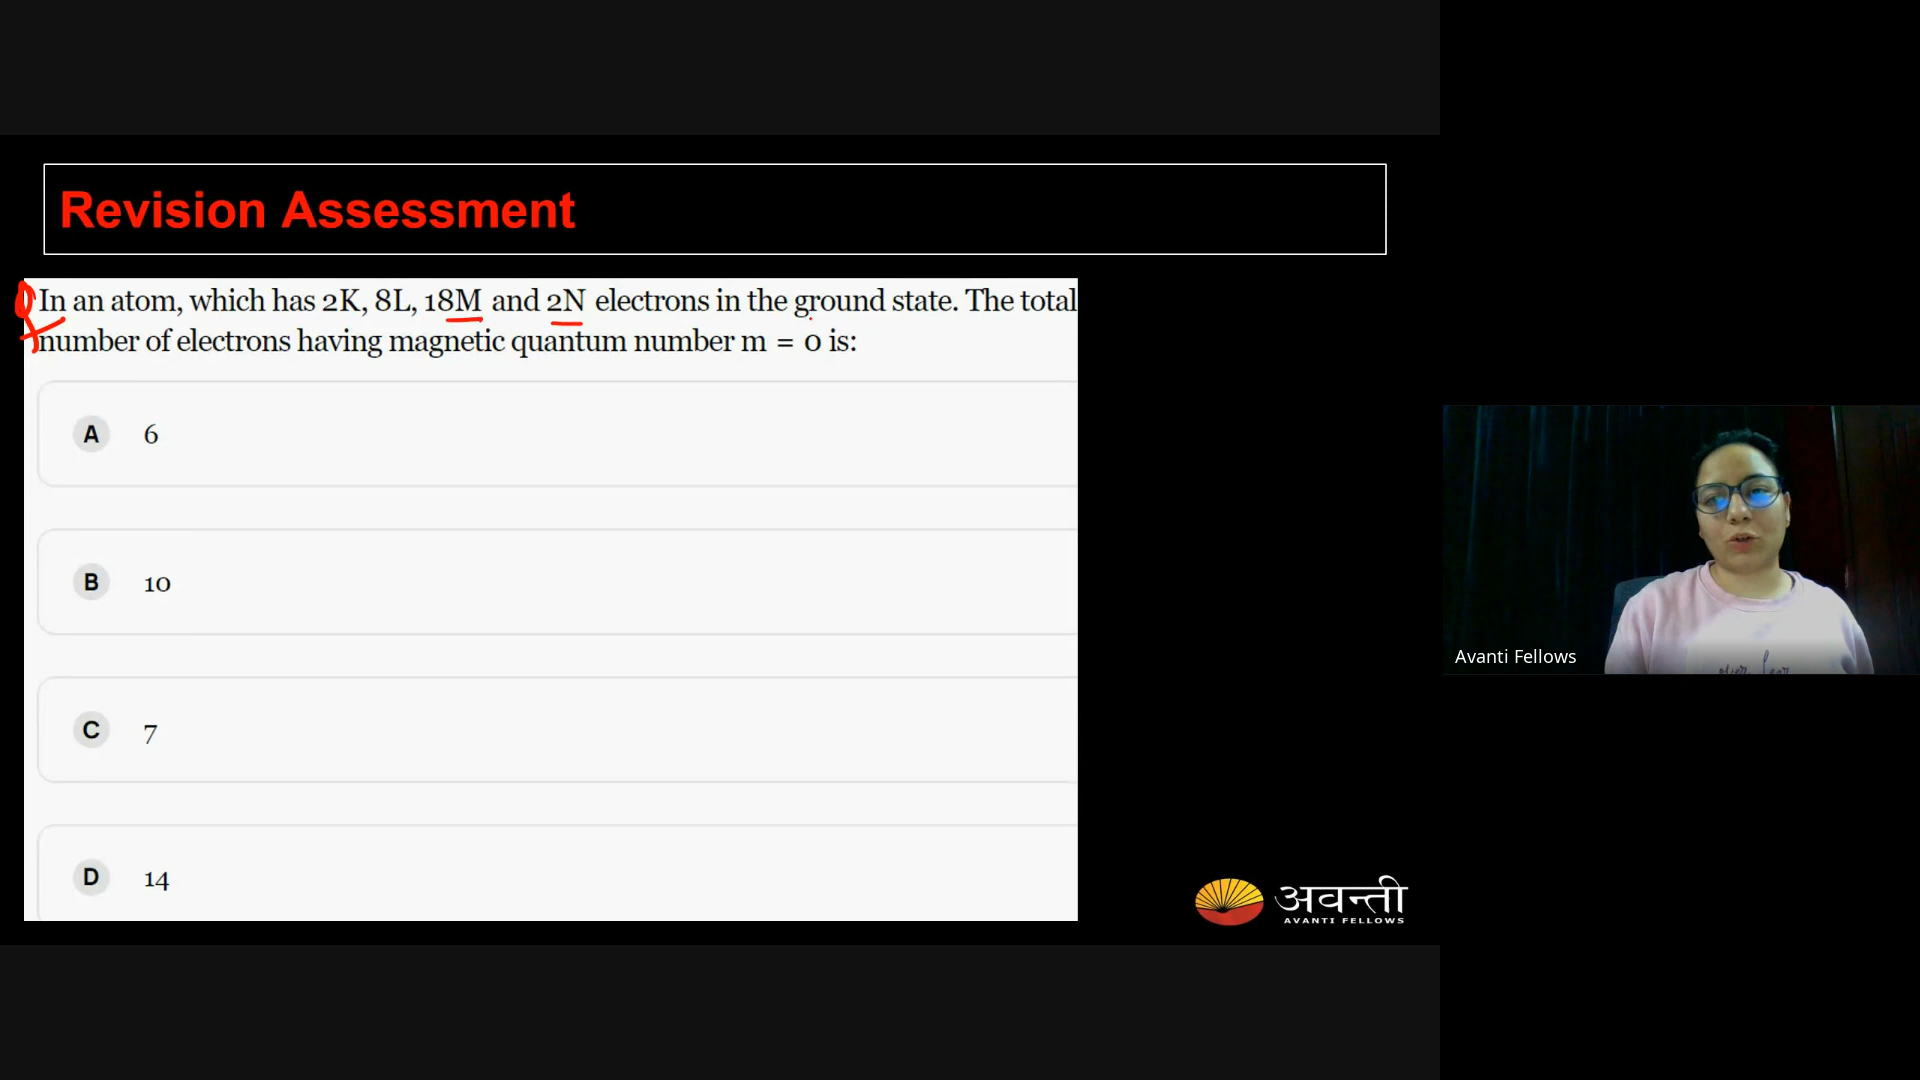 Revision Assessment
In an atom, which has 2K, 8L, 18M and 2N electrons in the ground state. The total
number of electrons having magnetic quantum number m = 0 is:
A 6
B 10
C 7
D 14
Avanti Fellows
अवन्ती
AVANTI FELLOWS